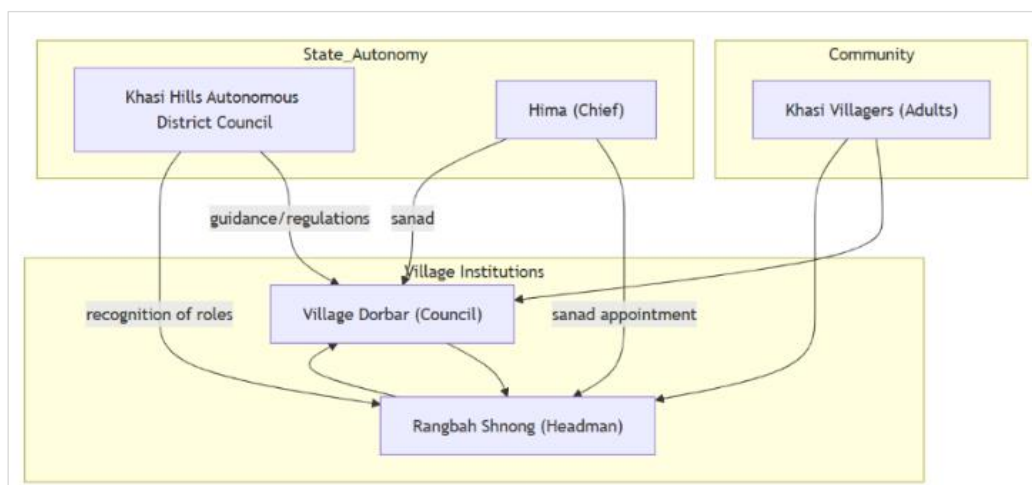 State_Autonomy
Community
Khasi Hills Autonomous
District Council
Hima (Chief)
Khasi Villagers (Adults)
guidance/regulations
sanad
Village Institutions
recognition of roles
Village Dorbar (Council)
sanad appointment
Rangbah Shnong (Headman)